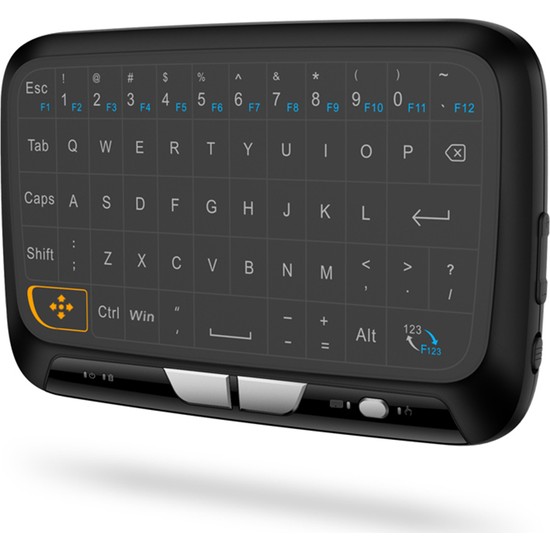 ! @ # $ % ^ & * ( ) ~
Esc F1 1 F2 2 F3 3 F4 4 F5 5 F6 6 F7 7 F8 8 F9 9 F10 0 F11 ` F12
Tab Q W E R T Y U I O P
Caps A S D F G H J K L
Shift : ; Z X C V B N M < , > . ? /
Ctrl Win " ' - - + = Alt 123 F123